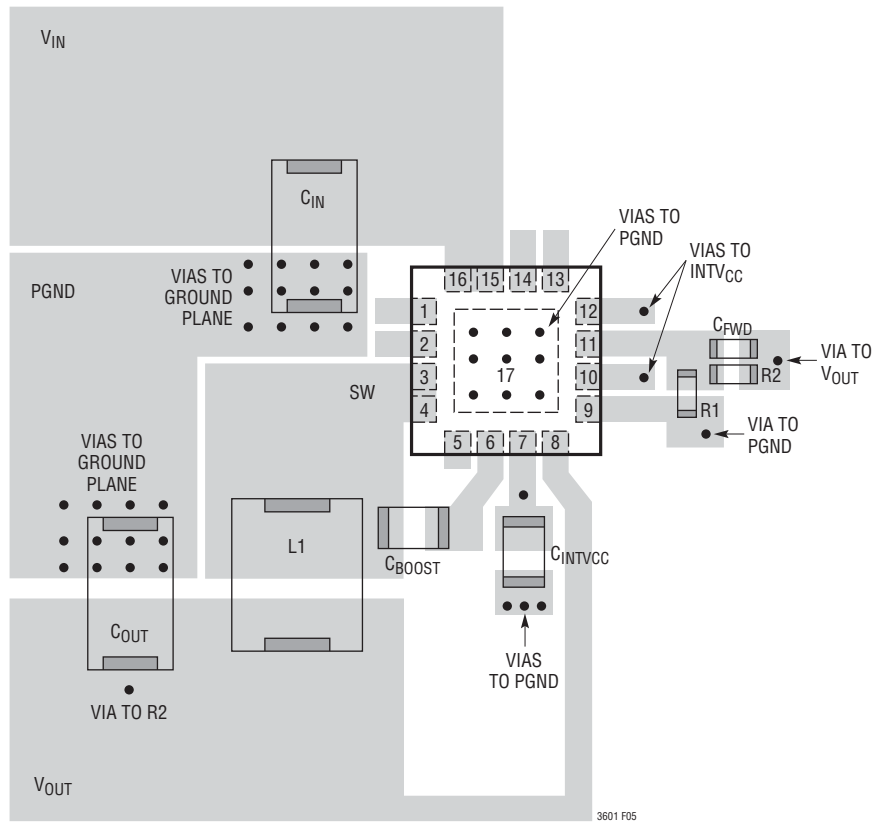 VIN
CIN
VIAS TO
PGND
VIAS TO
INTVCC
PGND
VIAS TO
GROUND
PLANE
16 15 14 13
1
2
3
4
12
11
10
9
17
5 6 7 8
CFWD
R2
VIA TO
VOUT
R1
VIA TO
PGND
SW
VIAS TO
GROUND
PLANE
L1
CBOOST
CINTVCC
COUT
VIAS
TO PGND
VIA TO R2
VOUT
3601 F05